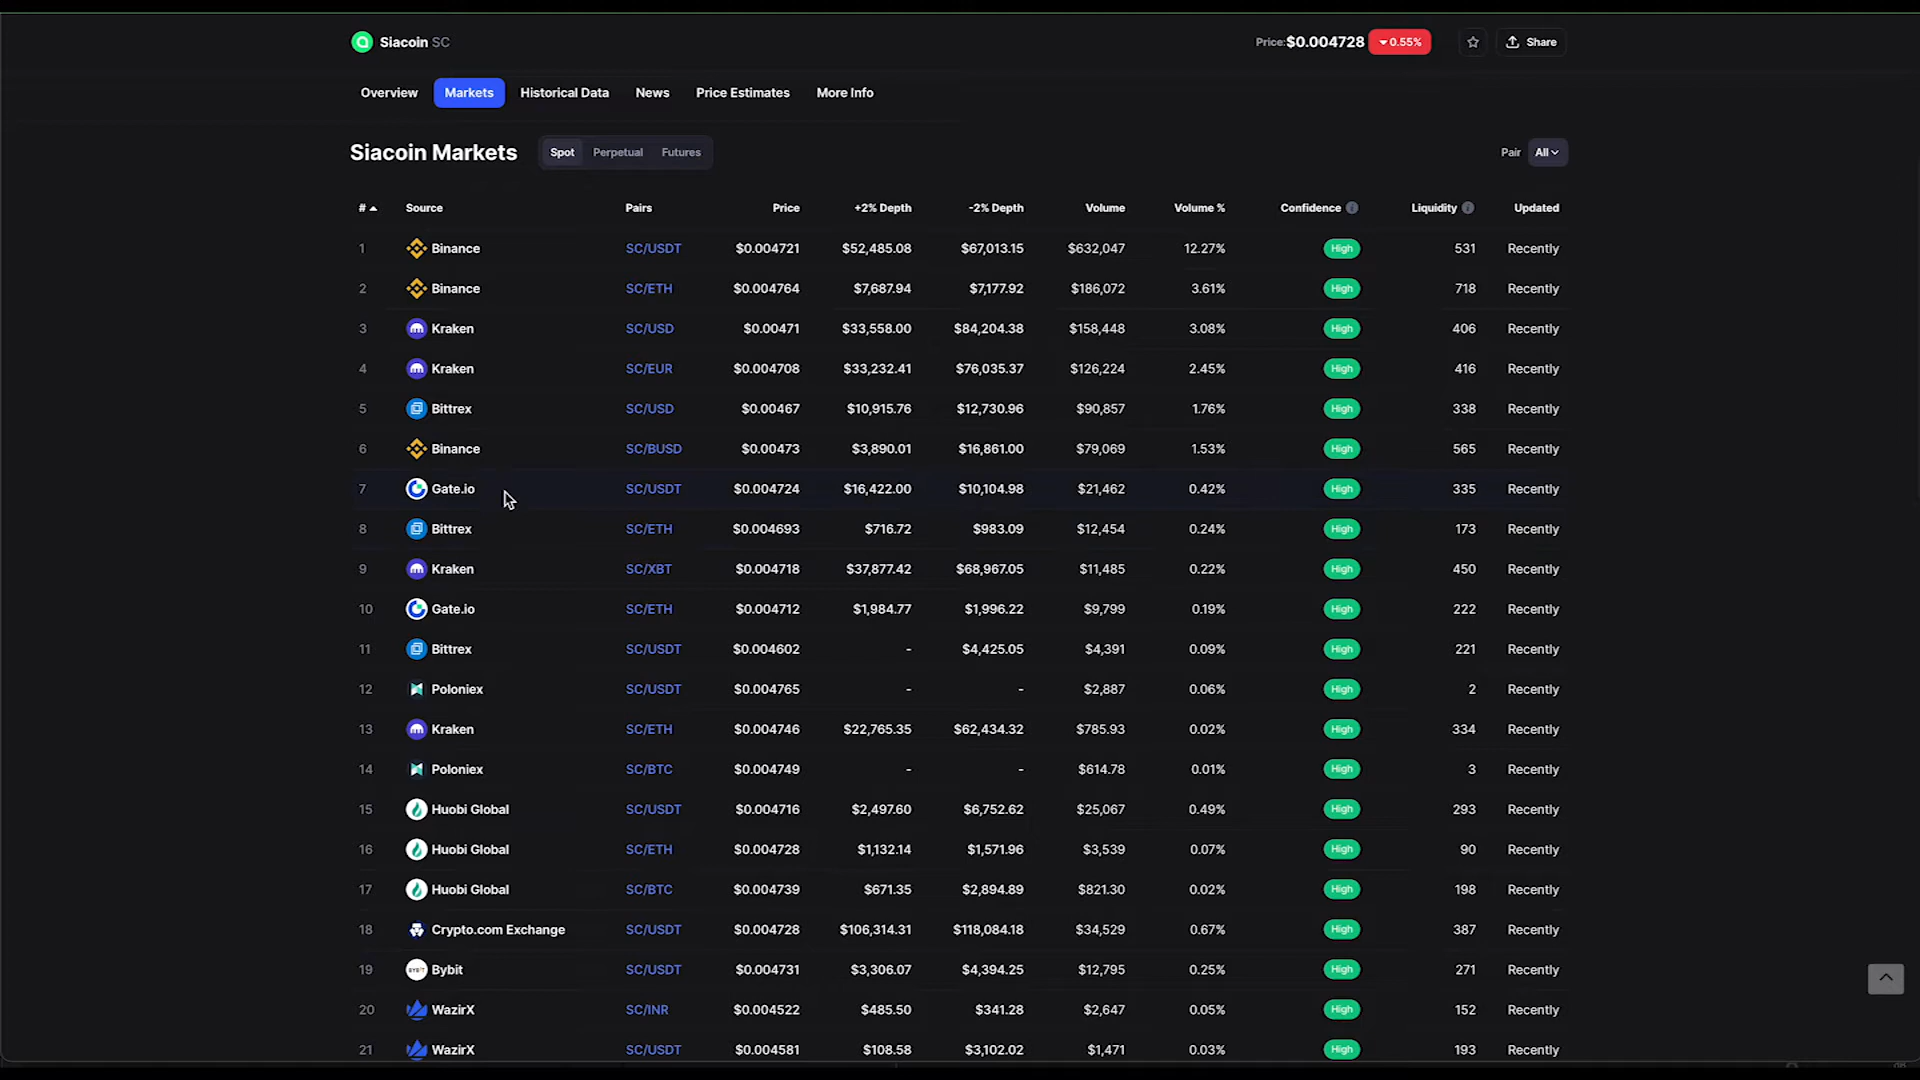 Siacoin SC
Price:$0.004728 0.55% Share
Overview Markets Historical Data News Price Estimates More Info
Siacoin Markets Spot Perpetual Futures Pair All
# Source Pairs Price +2% Depth -2% Depth Volume Volume % Confidence Liquidity Updated
1 Binance SC/USDT $0.004721 $52,485.08 $67,013.15 $632,047 12.27% High 531 Recently
2 Binance SC/ETH $0.004764 $7,687.94 $7,177.92 $186,072 3.61% High 718 Recently
3 Kraken SC/USD $0.00471 $33,558.00 $84,204.38 $158,448 3.08% High 406 Recently
4 Kraken SC/EUR $0.004708 $33,232.41 $76,035.37 $126,224 2.45% High 416 Recently
5 Bittrex SC/USD $0.00467 $10,915.76 $12,730.96 $90,857 1.76% High 338 Recently
6 Binance SC/BUSD $0.00473 $3,890.01 $16,861.00 $79,069 1.53% High 565 Recently
7 Gate.io SC/USDT $0.004724 $16,422.00 $10,104.98 $21,462 0.42% High 335 Recently
8 Bittrex SC/ETH $0.004693 $716.72 $983.09 $12,454 0.24% High 173 Recently
9 Kraken SC/XBT $0.004718 $37,877.42 $68,967.05 $11,485 0.22% High 450 Recently
10 Gate.io SC/ETH $0.004712 $1,984.77 $1,996.22 $9,799 0.19% High 222 Recently
11 Bittrex SC/USDT $0.004602 - $4,425.05 $4,391 0.09% High 221 Recently
12 Poloniex SC/USDT $0.004765 - - $2,887 0.06% High 2 Recently
13 Kraken SC/ETH $0.004746 $22,765.35 $62,434.32 $785.93 0.02% High 334 Recently
14 Poloniex SC/BTC $0.004749 - - $614.78 0.01% High 3 Recently
15 Huobi Global SC/USDT $0.004716 $2,497.60 $6,752.62 $25,067 0.49% High 293 Recently
16 Huobi Global SC/ETH $0.004728 $1,132.14 $1,571.96 $3,539 0.07% High 90 Recently
17 Huobi Global SC/BTC $0.004739 $671.35 $2,894.89 $821.30 0.02% High 198 Recently
18 Crypto.com Exchange SC/USDT $0.004728 $106,314.31 $118,084.18 $34,529 0.67% High 387 Recently
19 Bybit SC/USDT $0.004731 $3,306.07 $4,394.25 $12,795 0.25% High 271 Recently
20 WazirX SC/INR $0.004522 $485.50 $341.28 $2,647 0.05% High 152 Recently
21 WazirX SC/USDT $0.004581 $108.58 $3,102.02 $1,471 0.03% High 193 Recently